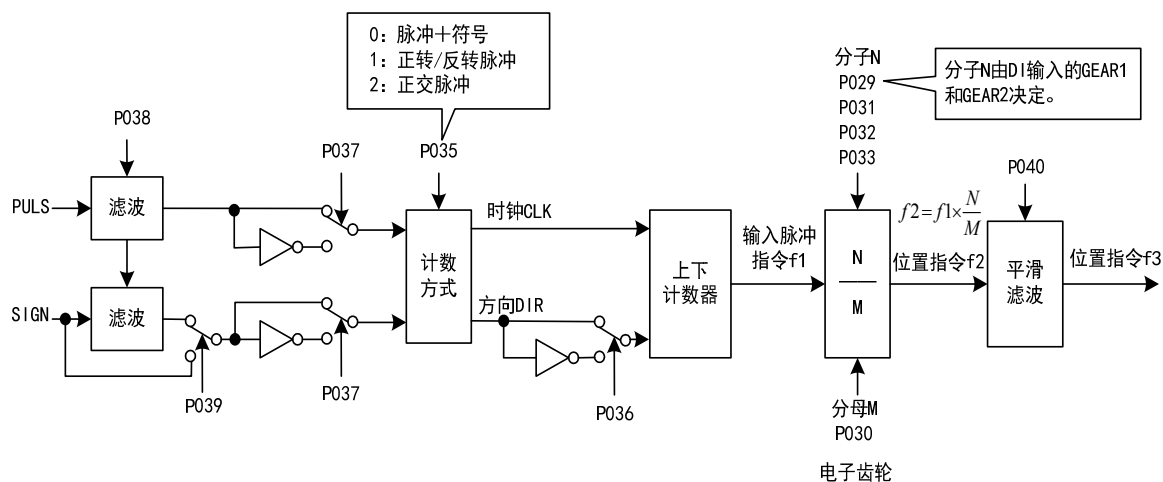 0：脉冲＋符号
1：正转/反转脉冲
2：正交脉冲
分子N
P029
P031
P032
P033
分子N由DI输入的GEAR1
和GEAR2决定。
P038
P037
P035
P040
PULS
滤波
时钟CLK
计数
方式
上下
计数器
输入脉冲
指令f1
N
M
f2=f1×N/M
位置指令f2
平滑
滤波
位置指令f3
SIGN
滤波
方向DIR
P039
P037
P036
分母M
P030
电子齿轮